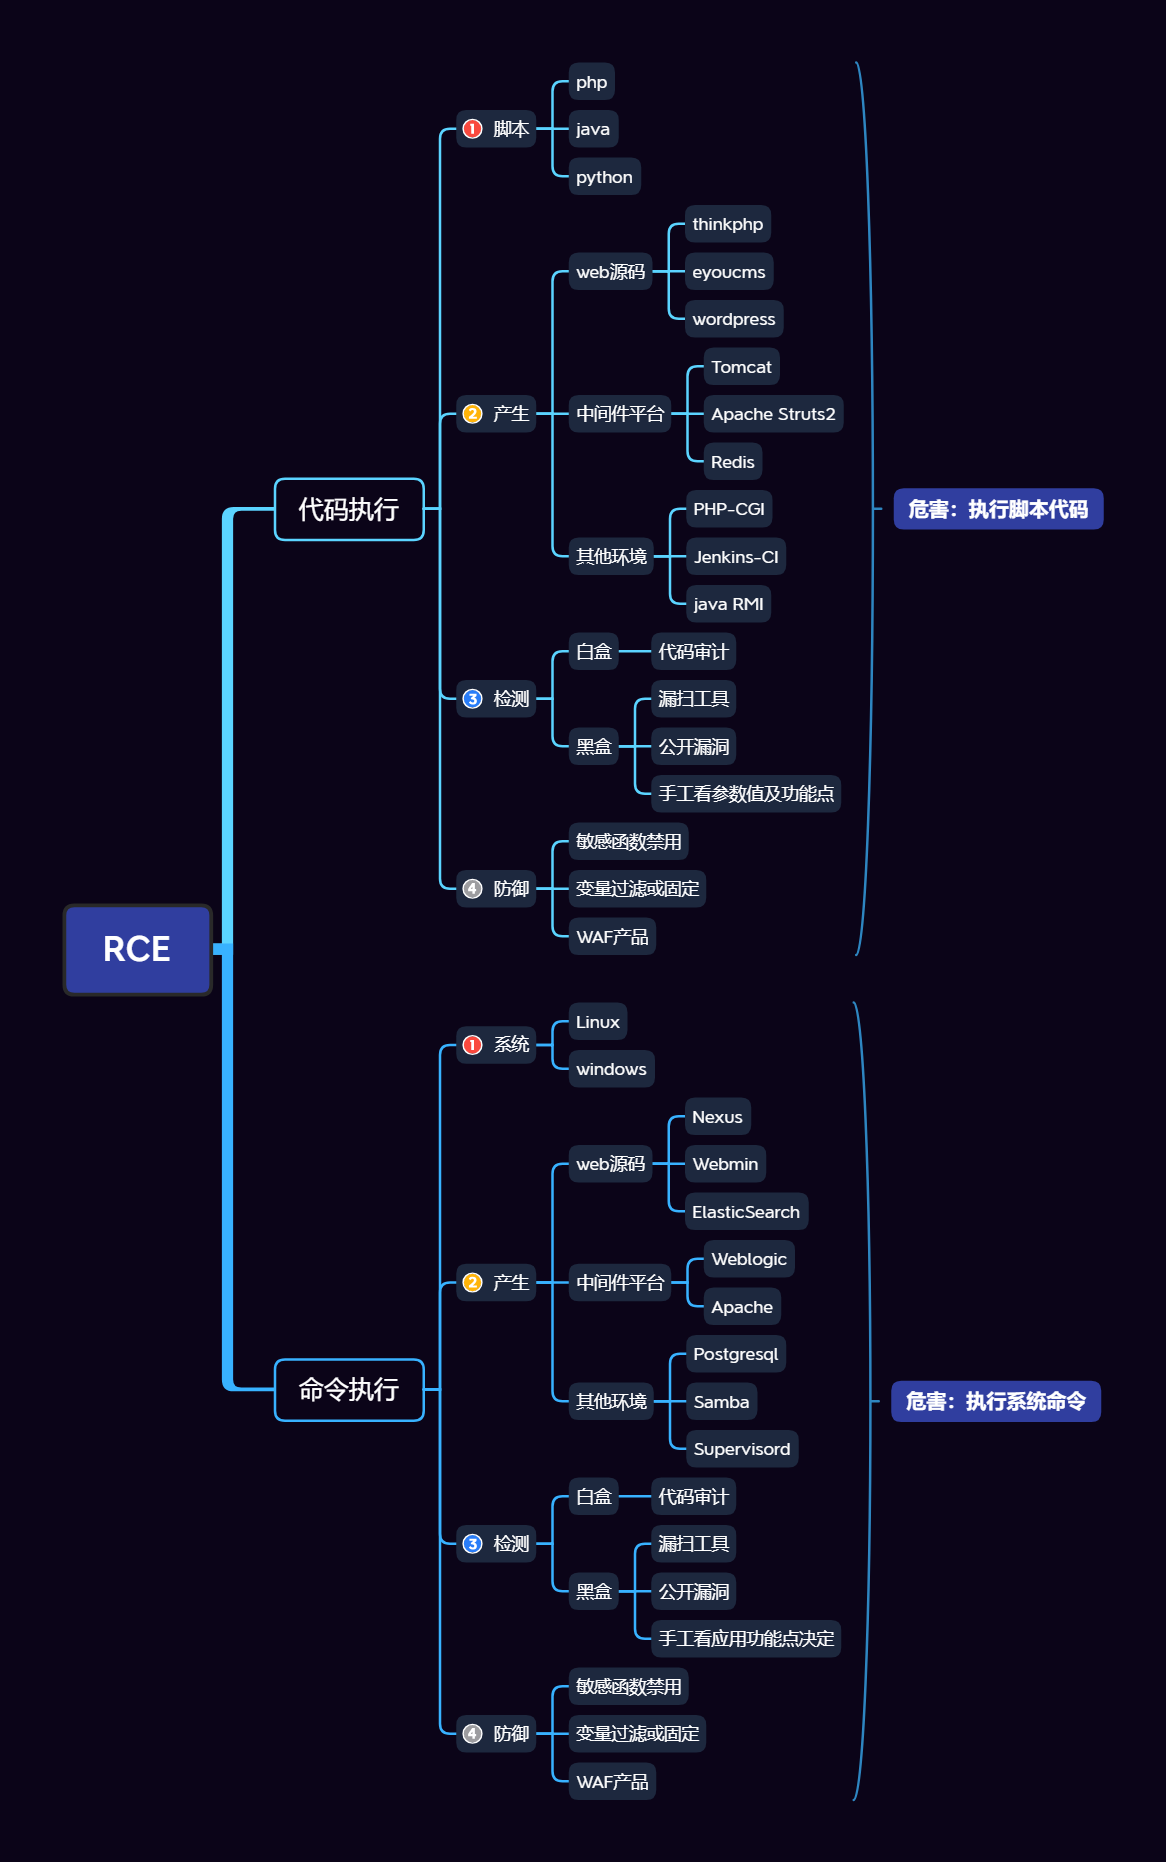 RCE
代码执行
1 脚本
php
java
python
2 产生
web源码
thinkphp
eyoucms
wordpress
中间件平台
Tomcat
Apache Struts2
Redis
其他环境
PHP-CGI
Jenkins-CI
java RMI
3 检测
白盒
代码审计
黑盒
漏扫工具
公开漏洞
手工看参数值及功能点
4 防御
敏感函数禁用
变量过滤或固定
WAF产品
危害：执行脚本代码
命令执行
1 系统
Linux
windows
2 产生
web源码
Nexus
Webmin
ElasticSearch
中间件平台
Weblogic
Apache
其他环境
Postgresql
Samba
Supervisord
3 检测
白盒
代码审计
黑盒
漏扫工具
公开漏洞
手工看应用功能点决定
4 防御
敏感函数禁用
变量过滤或固定
WAF产品
危害：执行系统命令